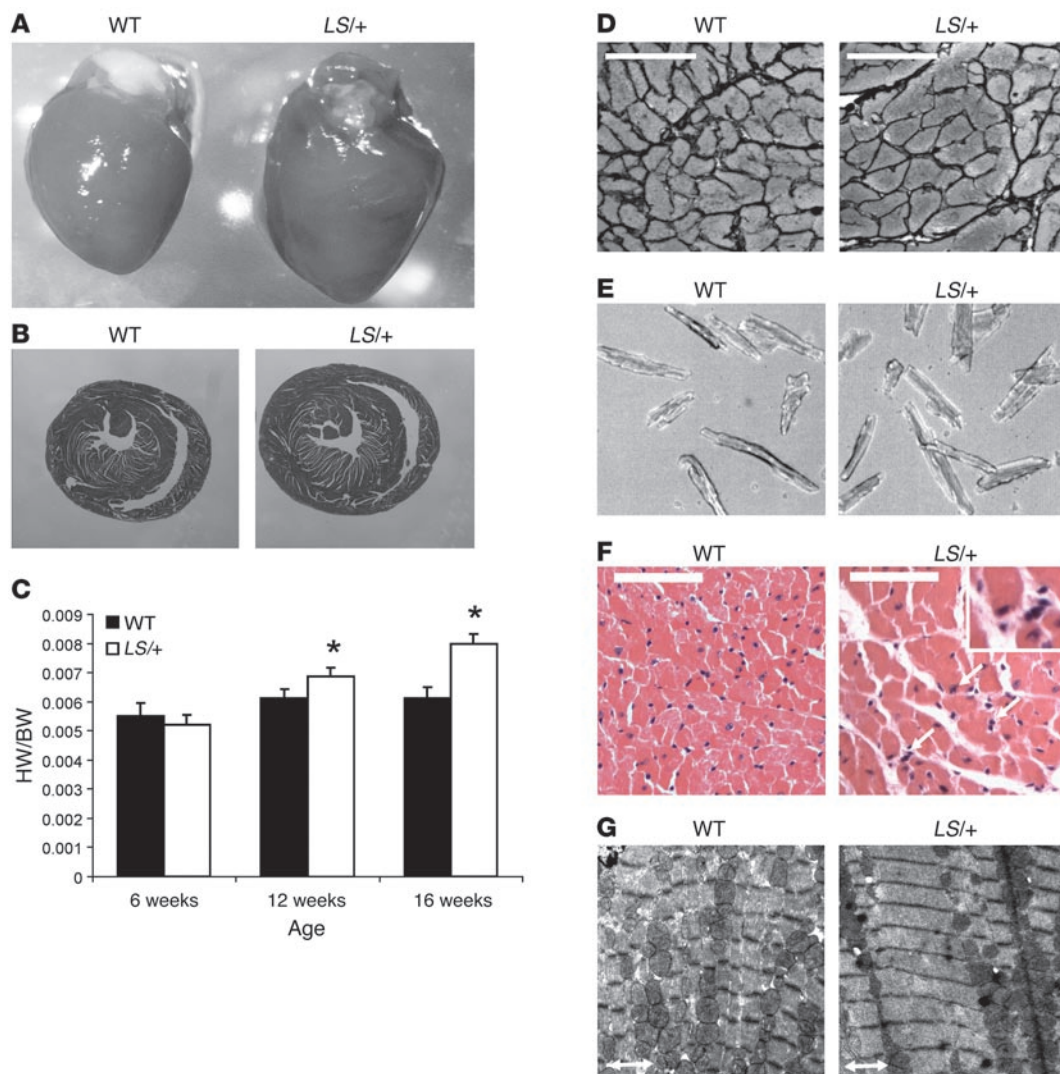 A
WT
LS/+
B
WT
LS/+
C
0.009
0.008
0.007
0.006
0.005
0.004
0.003
0.002
0.001
0
HW/BW
WT
LS/+
*
*
6 weeks
12 weeks
16 weeks
Age
D
WT
LS/+
E
WT
LS/+
F
WT
LS/+
G
WT
LS/+